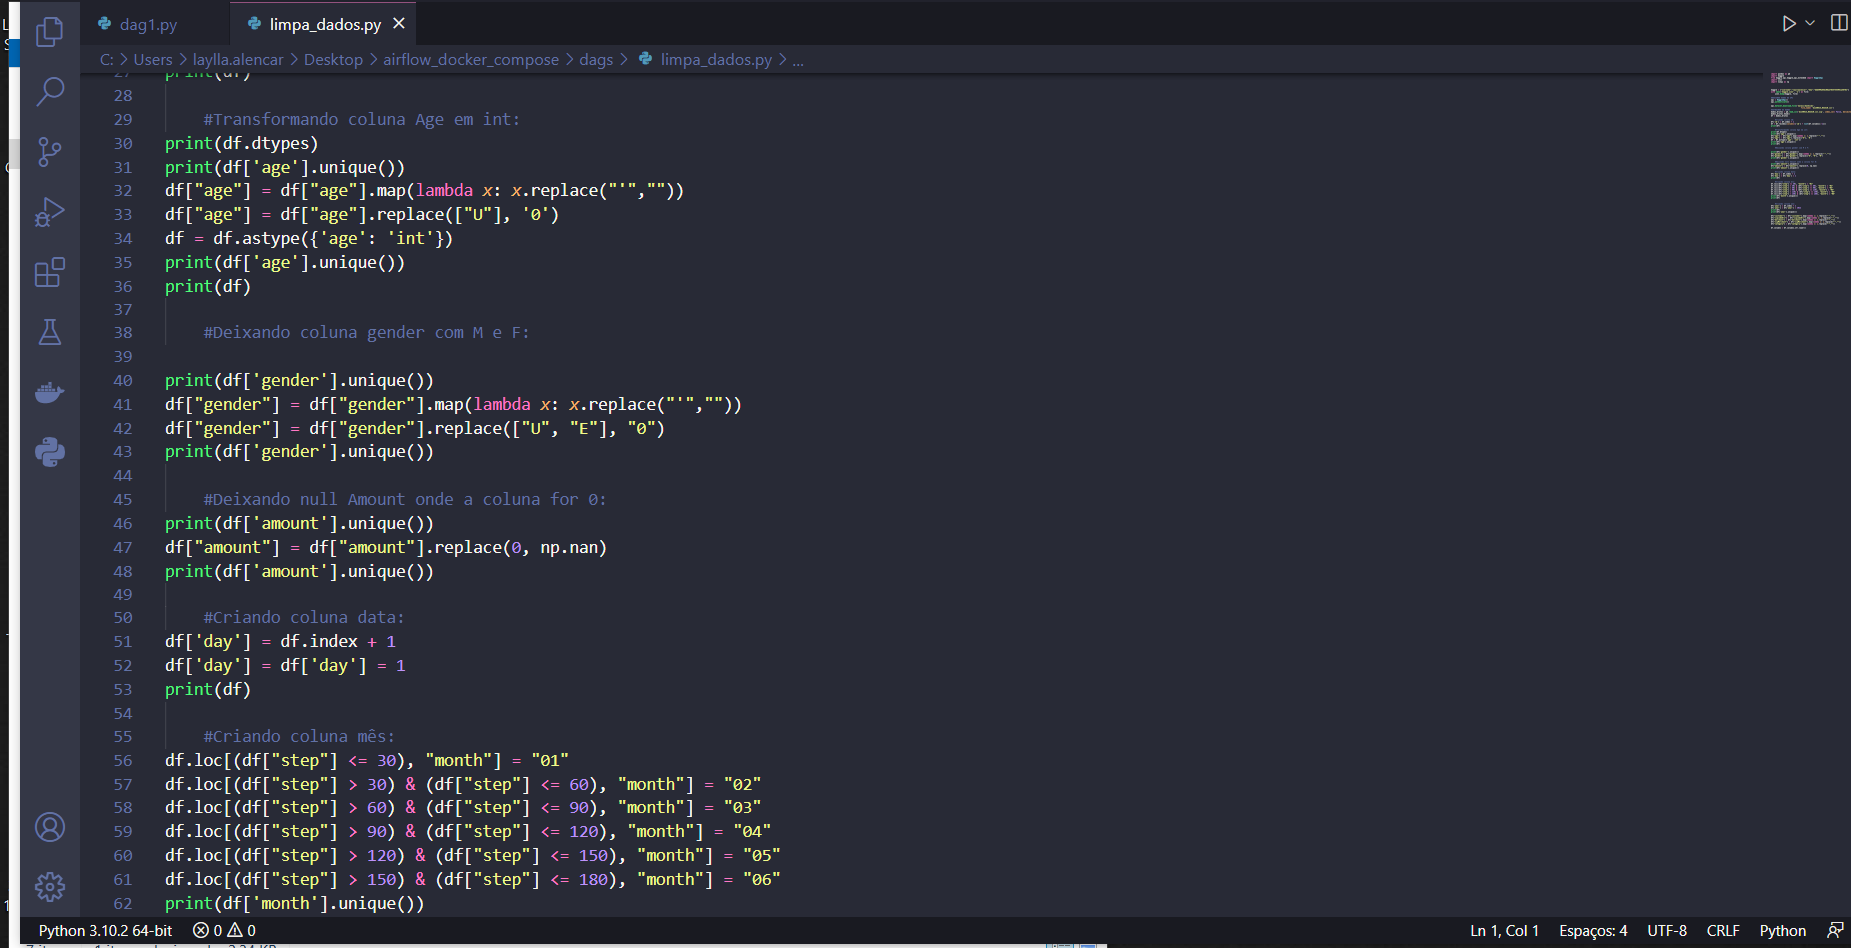 dag1.py
limpa_dados.py
C: > Users > laylla.alencar > Desktop > airflow_docker_compose > dags > limpa_dados.py > ...
27 print(df)
28
29 #Transformando coluna Age em int:
30 print(df.dtypes)
31 print(df['age'].unique())
32 df["age"] = df["age"].map(lambda x: x.replace("'",""))
33 df["age"] = df["age"].replace(["U"], '0')
34 df = df.astype({'age': 'int'})
35 print(df['age'].unique())
36 print(df)
37
38 #Deixando coluna gender com M e F:
39
40 print(df['gender'].unique())
41 df["gender"] = df["gender"].map(lambda x: x.replace("'",""))
42 df["gender"] = df["gender"].replace(["U", "E"], "0")
43 print(df['gender'].unique())
44
45 #Deixando null Amount onde a coluna for 0:
46 print(df['amount'].unique())
47 df["amount"] = df["amount"].replace(0, np.nan)
48 print(df['amount'].unique())
49
50 #Criando coluna data:
51 df['day'] = df.index + 1
52 df['day'] = df['day'] = 1
53 print(df)
54
55 #Criando coluna mês:
56 df.loc[(df["step"] <= 30), "month"] = "01"
57 df.loc[(df["step"] > 30) & (df["step"] <= 60), "month"] = "02"
58 df.loc[(df["step"] > 60) & (df["step"] <= 90), "month"] = "03"
59 df.loc[(df["step"] > 90) & (df["step"] <= 120), "month"] = "04"
60 df.loc[(df["step"] > 120) & (df["step"] <= 150), "month"] = "05"
61 df.loc[(df["step"] > 150) & (df["step"] <= 180), "month"] = "06"
62 print(df['month'].unique())
Python 3.10.2 64-bit 0 0 Ln 1, Col 1 Espaços: 4 UTF-8 CRLF Python